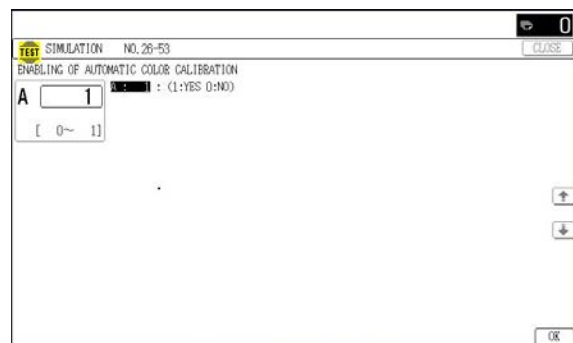 0
TEST SIMULATION NO.26-53 CLOSE
ENABLING OF AUTOMATIC COLOR CALIBRATION
A 1 A : 1 : (1:YES 0:NO)
[ 0~ 1]
OK